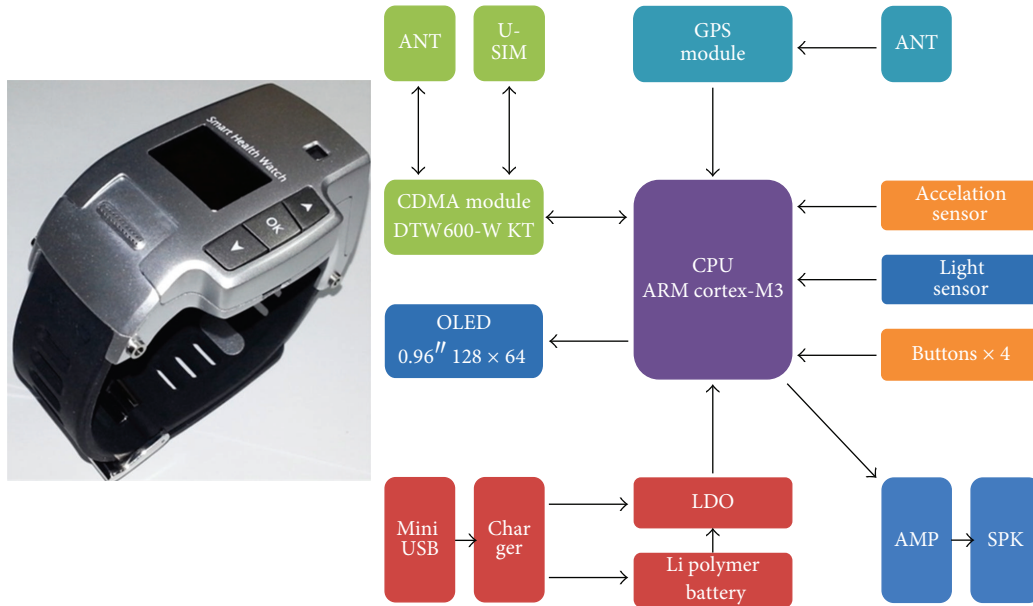 Smart Health Watch
OK
ANT
U-
SIM
GPS
module
ANT
CDMA module
DTW600-W KT
CPU
ARM cortex-M3
Accelation
sensor
Light
sensor
OLED
0.96″ 128 × 64
Buttons × 4
Mini
USB
Char
ger
LDO
Li polymer
battery
AMP
SPK